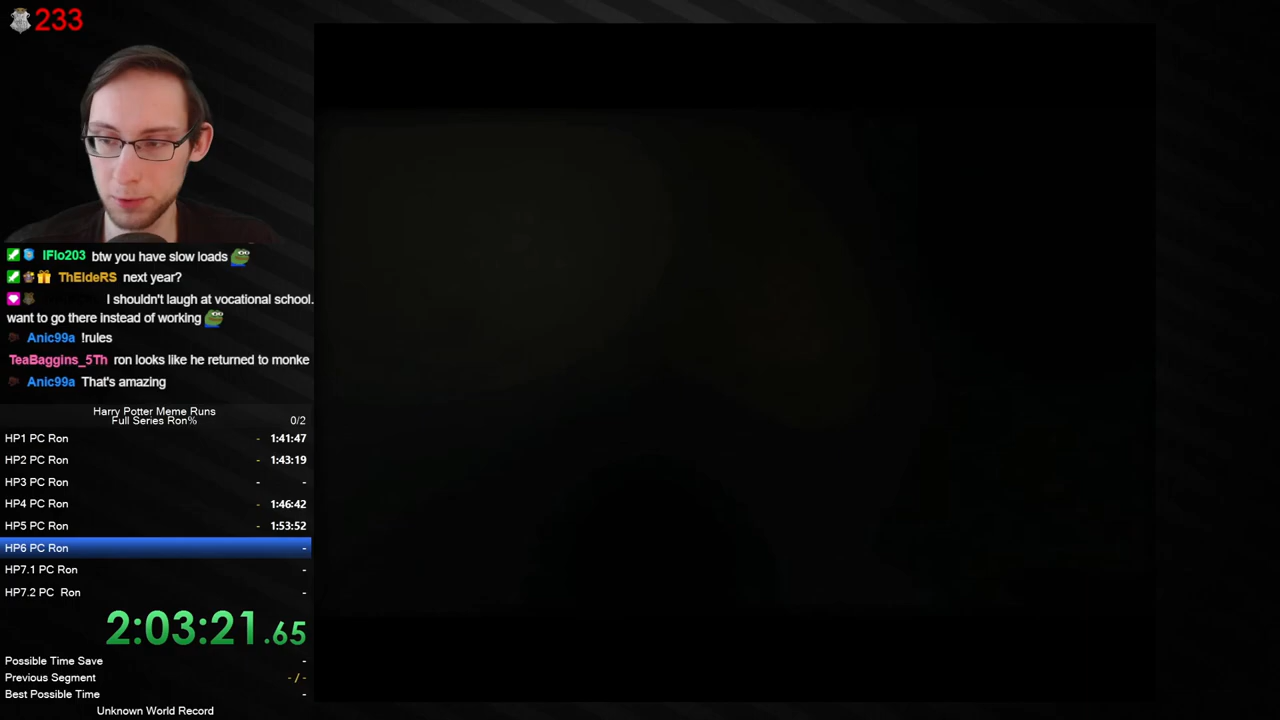 233
IFlo203 btw you have slow loads
ThEldeRS next year?
I shouldn't laugh at vocational school.
want to go there instead of working
Anic99a !rules
TeaBaggins_5Th ron looks like he returned to monke
Anic99a That's amazing
Harry Potter Meme Runs
Full Series Ron% 0/2
HP1 PC Ron - 1:41:47
HP2 PC Ron - 1:43:19
HP3 PC Ron - -
HP4 PC Ron - 1:46:42
HP5 PC Ron - 1:53:52
HP6 PC Ron -
HP7.1 PC Ron -
HP7.2 PC Ron -
2:03:21.65
Possible Time Save -
Previous Segment - / -
Best Possible Time -
Unknown World Record